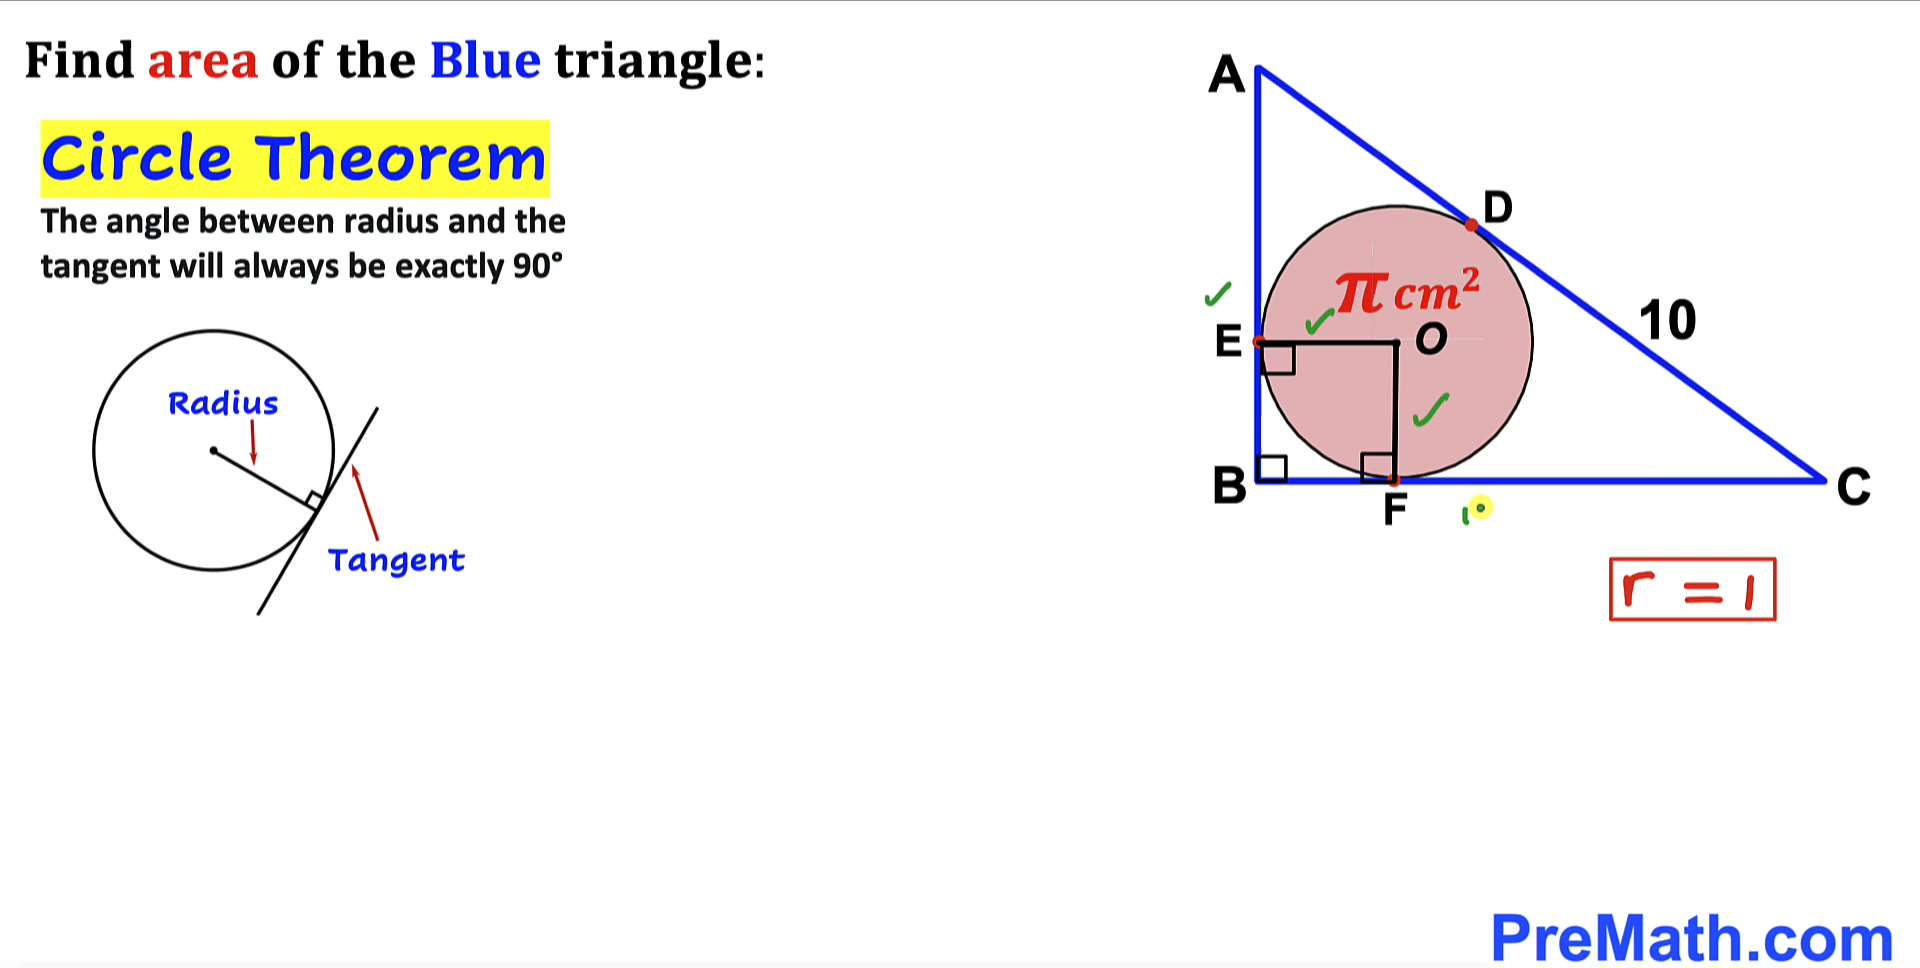 Find area of the Blue triangle:
Circle Theorem
The angle between radius and the
tangent will always be exactly 90°
Radius
Tangent
A
D
π cm²
10
E
O
B
F
C
r = 1
PreMath.com